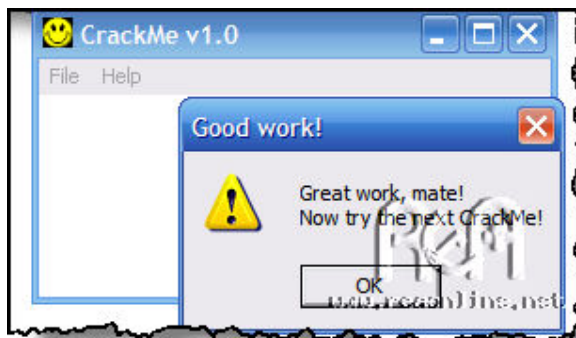 CrackMe v1.0
File Help
Good work!
Great work, mate!
Now try the next CrackMe!
OK